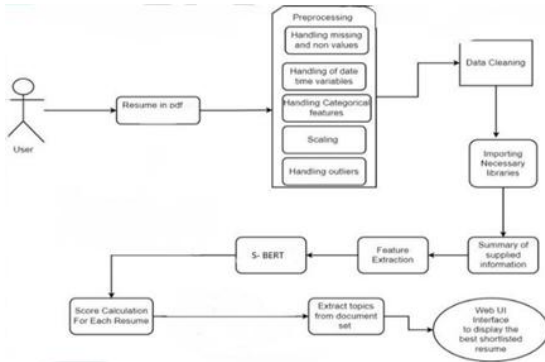 Preprocessing
Handling missing
and non values
Handling of date
time variables
Handling Categorical
features
Scaling
Handling outliers
Data Cleaning
Resume in pdf
User
Importing
Necessary
libraries
S- BERT
Feature
Extraction
Summary of
supplied
information
Score Calculation
For Each Resume
Extract topics
from document
set
Web UI
Interface
to display the
best shortlisted
resume